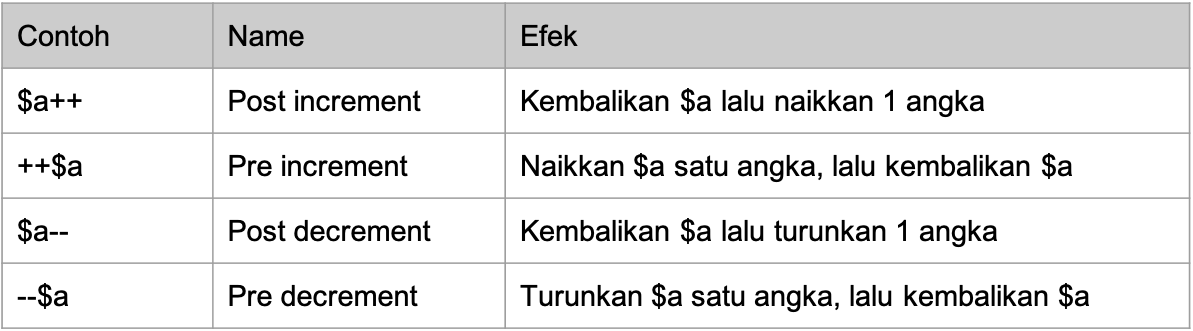 Contoh Name Efek
$a++ Post increment Kembalikan $a lalu naikkan 1 angka
++$a Pre increment Naikkan $a satu angka, lalu kembalikan $a
$a-- Post decrement Kembalikan $a lalu turunkan 1 angka
--$a Pre decrement Turunkan $a satu angka, lalu kembalikan $a